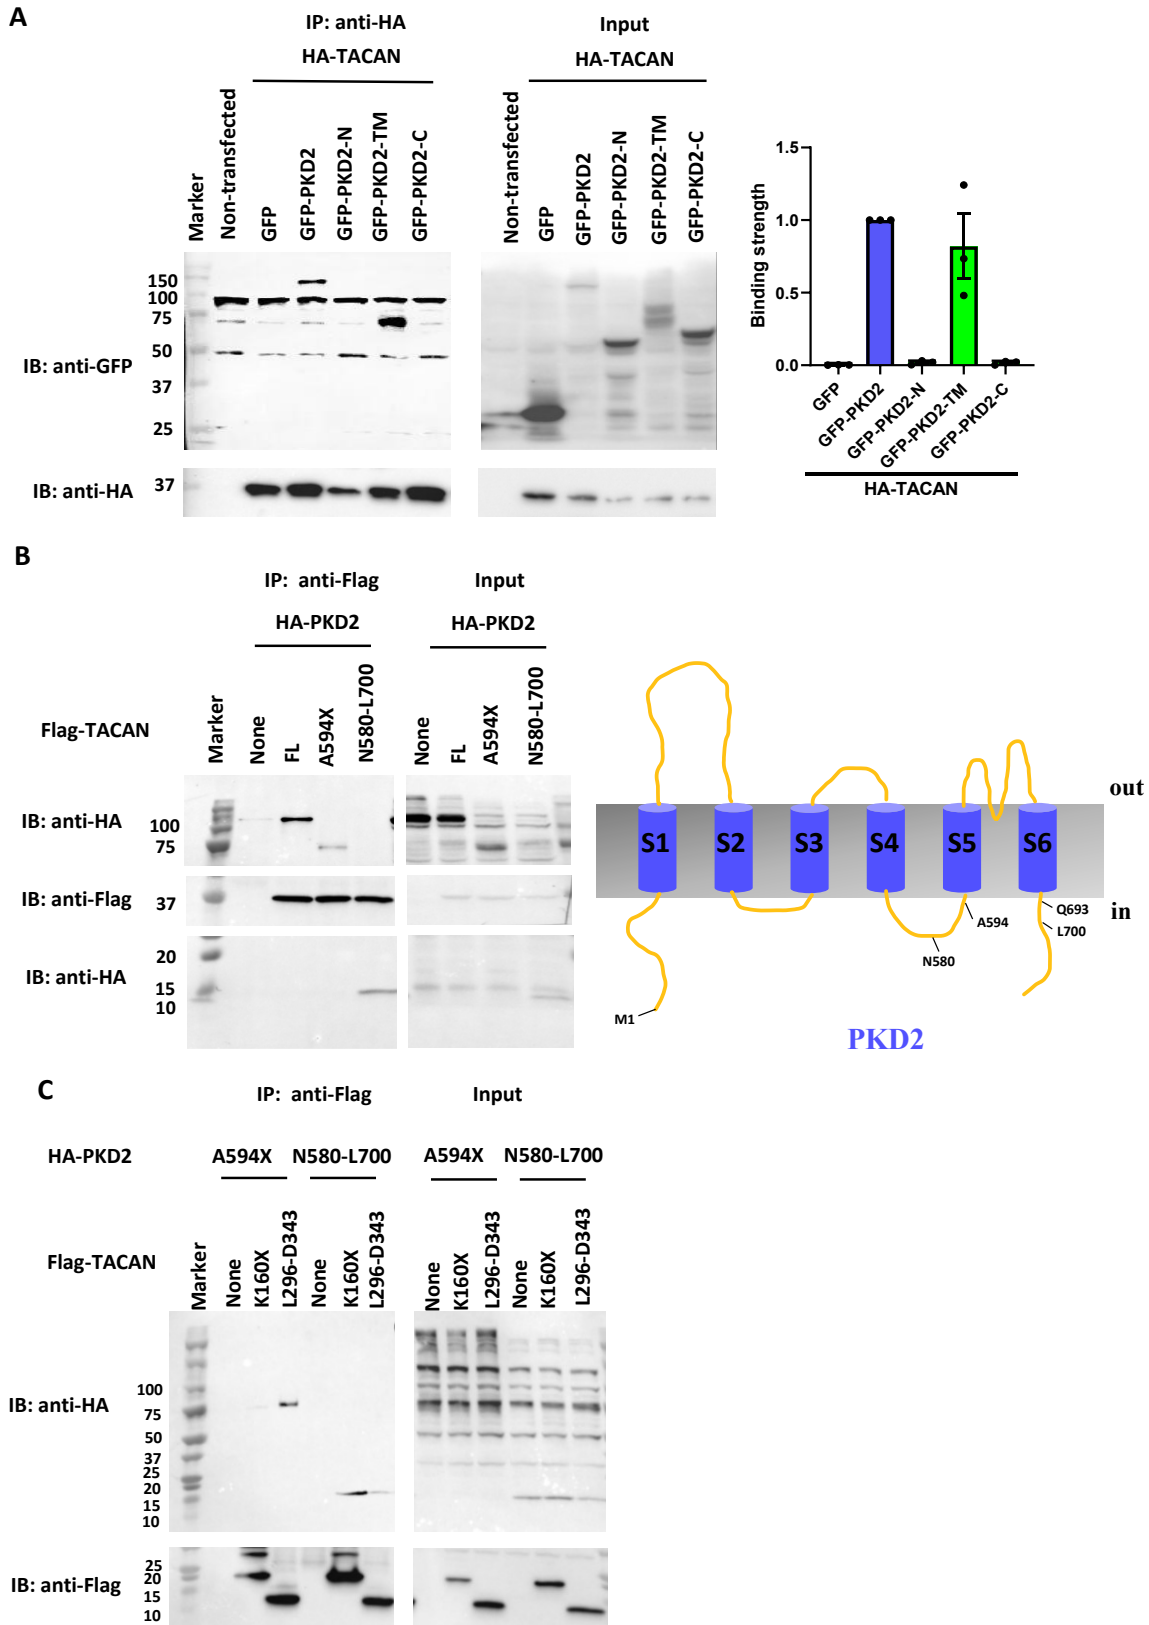 A
IP: anti-HA
HA-TACAN
Input
HA-TACAN
Marker
Non-transfected
GFP
GFP-PKD2
GFP-PKD2-N
GFP-PKD2-TM
GFP-PKD2-C
Non-transfected
GFP
GFP-PKD2
GFP-PKD2-N
GFP-PKD2-TM
GFP-PKD2-C
150
100
75
50
37
25
IB: anti-GFP
IB: anti-HA
37
Binding strength
1.5
1.0
0.5
0.0
GFP
GFP-PKD2
GFP-PKD2-N
GFP-PKD2-TM
GFP-PKD2-C
HA-TACAN
B
IP: anti-Flag
Input
HA-PKD2
HA-PKD2
Flag-TACAN
Marker
None
FL
A594X
N580-L700
None
FL
A594X
N580-L700
IB: anti-HA
100
75
IB: anti-Flag
37
IB: anti-HA
20
15
10
S1
S2
S3
S4
S5
S6
out
in
A594
N580
Q693
L700
M1
PKD2
C
IP: anti-Flag
Input
HA-PKD2
A594X
N580-L700
A594X
N580-L700
Flag-TACAN
Marker
None
K160X
L296-D343
None
K160X
L296-D343
None
K160X
L296-D343
None
K160X
L296-D343
IB: anti-HA
100
75
50
37
25
20
15
10
IB: anti-Flag
25
20
15
10